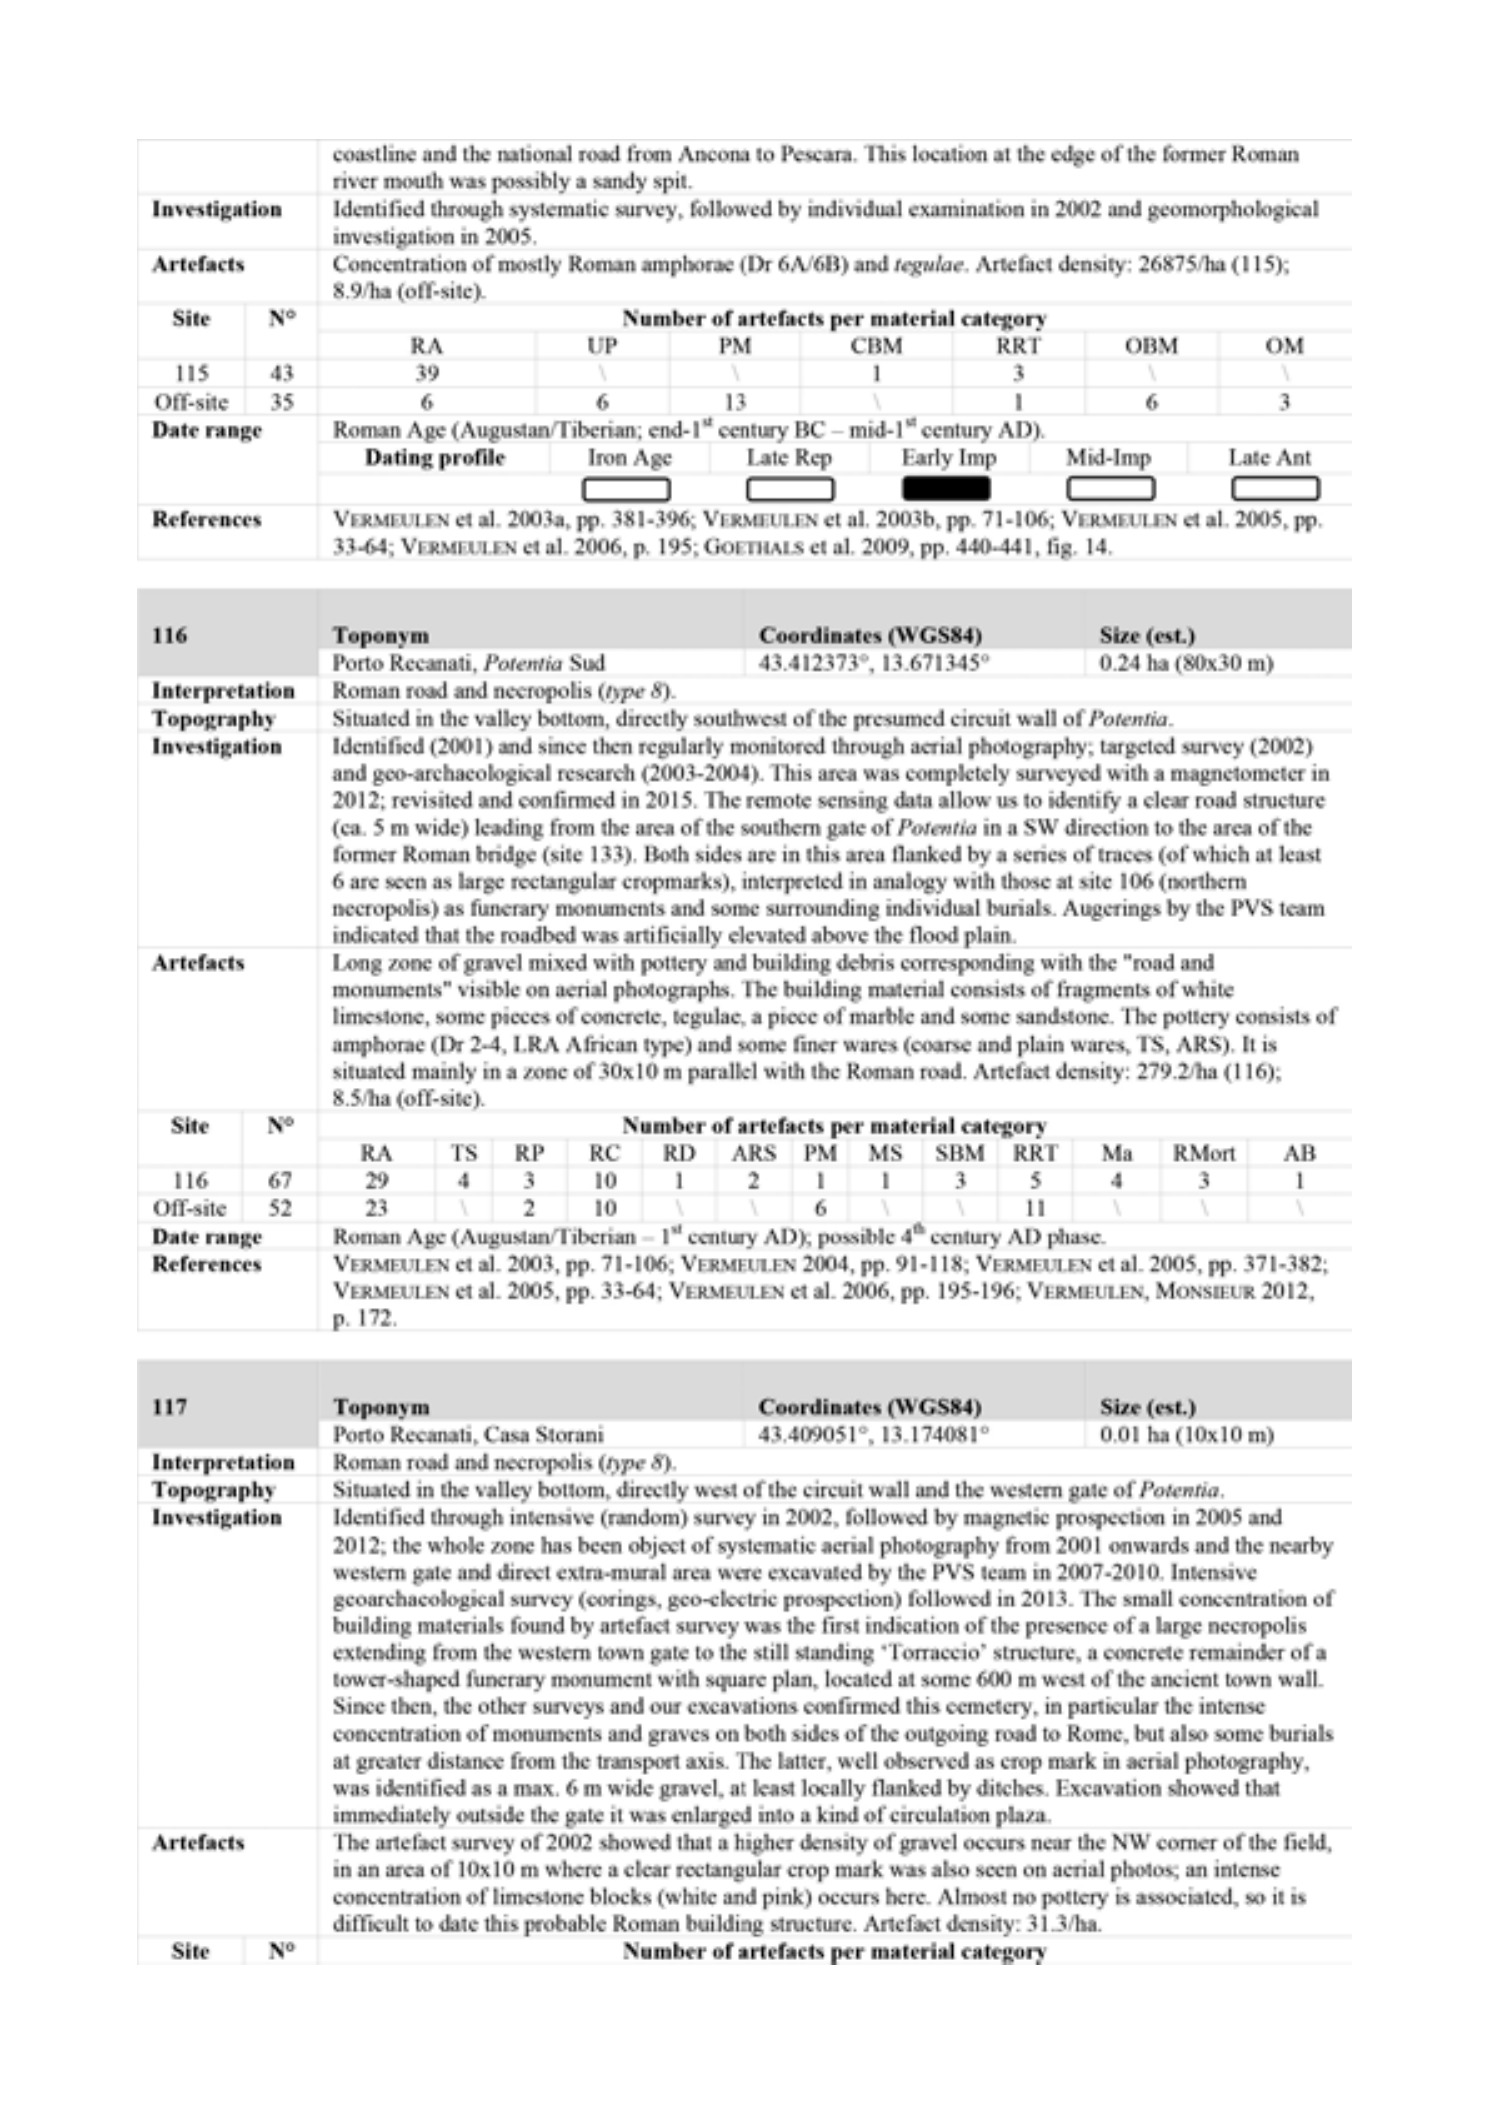 coastline and the national road from Ancona to Pescara. This location at the edge of the former Roman
river mouth was possibly a sandy spit.
Investigation Identified through systematic survey, followed by individual examination in 2002 and geomorphological
investigation in 2005.
Artefacts Concentration of mostly Roman amphorae (Dr 6A/6B) and tegulae. Artefact density: 26875/ha (115);
8.9/ha (off-site).
Site N° Number of artefacts per material category
RA UP PM CBM RRT OBM OM
115 43 39 \ \ 1 3 \ \
Off-site 35 6 6 13 \ 1 6 3
Date range Roman Age (Augustan/Tiberian; end-1st century BC – mid-1st century AD).
Dating profile Iron Age Late Rep Early Imp Mid-Imp Late Ant
References VERMEULEN et al. 2003a, pp. 381-396; VERMEULEN et al. 2003b, pp. 71-106; VERMEULEN et al. 2005, pp.
33-64; VERMEULEN et al. 2006, p. 195; GOETHALS et al. 2009, pp. 440-441, fig. 14.
116 Toponym Coordinates (WGS84) Size (est.)
Porto Recanati, Potentia Sud 43.412373°, 13.671345° 0.24 ha (80x30 m)
Interpretation Roman road and necropolis (type 8).
Topography Situated in the valley bottom, directly southwest of the presumed circuit wall of Potentia.
Investigation Identified (2001) and since then regularly monitored through aerial photography; targeted survey (2002)
and geo-archaeological research (2003-2004). This area was completely surveyed with a magnetometer in
2012; revisited and confirmed in 2015. The remote sensing data allow us to identify a clear road structure
(ca. 5 m wide) leading from the area of the southern gate of Potentia in a SW direction to the area of the
former Roman bridge (site 133). Both sides are in this area flanked by a series of traces (of which at least
6 are seen as large rectangular cropmarks), interpreted in analogy with those at site 106 (northern
necropolis) as funerary monuments and some surrounding individual burials. Augerings by the PVS team
indicated that the roadbed was artificially elevated above the flood plain.
Artefacts Long zone of gravel mixed with pottery and building debris corresponding with the "road and
monuments" visible on aerial photographs. The building material consists of fragments of white
limestone, some pieces of concrete, tegulae, a piece of marble and some sandstone. The pottery consists of
amphorae (Dr 2-4, LRA African type) and some finer wares (coarse and plain wares, TS, ARS). It is
situated mainly in a zone of 30x10 m parallel with the Roman road. Artefact density: 279.2/ha (116);
8.5/ha (off-site).
Site N° Number of artefacts per material category
RA TS RP RC RD ARS PM MS SBM RRT Ma RMort AB
116 67 29 4 3 10 1 2 1 1 3 5 4 3 1
Off-site 52 23 \ 2 10 \ \ 6 \ \ 11 \ \ \
Date range Roman Age (Augustan/Tiberian – 1st century AD); possible 4th century AD phase.
References VERMEULEN et al. 2003, pp. 71-106; VERMEULEN 2004, pp. 91-118; VERMEULEN et al. 2005, pp. 371-382;
VERMEULEN et al. 2005, pp. 33-64; VERMEULEN et al. 2006, pp. 195-196; VERMEULEN, MONSIEUR 2012,
p. 172.
117 Toponym Coordinates (WGS84) Size (est.)
Porto Recanati, Casa Storani 43.409051°, 13.174081° 0.01 ha (10x10 m)
Interpretation Roman road and necropolis (type 8).
Topography Situated in the valley bottom, directly west of the circuit wall and the western gate of Potentia.
Investigation Identified through intensive (random) survey in 2002, followed by magnetic prospection in 2005 and
2012; the whole zone has been object of systematic aerial photography from 2001 onwards and the nearby
western gate and direct extra-mural area were excavated by the PVS team in 2007-2010. Intensive
geoarchaeological survey (corings, geo-electric prospection) followed in 2013. The small concentration of
building materials found by artefact survey was the first indication of the presence of a large necropolis
extending from the western town gate to the still standing ‘Torraccio’ structure, a concrete remainder of a
tower-shaped funerary monument with square plan, located at some 600 m west of the ancient town wall.
Since then, the other surveys and our excavations confirmed this cemetery, in particular the intense
concentration of monuments and graves on both sides of the outgoing road to Rome, but also some burials
at greater distance from the transport axis. The latter, well observed as crop mark in aerial photography,
was identified as a max. 6 m wide gravel, at least locally flanked by ditches. Excavation showed that
immediately outside the gate it was enlarged into a kind of circulation plaza.
Artefacts The artefact survey of 2002 showed that a higher density of gravel occurs near the NW corner of the field,
in an area of 10x10 m where a clear rectangular crop mark was also seen on aerial photos; an intense
concentration of limestone blocks (white and pink) occurs here. Almost no pottery is associated, so it is
difficult to date this probable Roman building structure. Artefact density: 31.3/ha.
Site N° Number of artefacts per material category